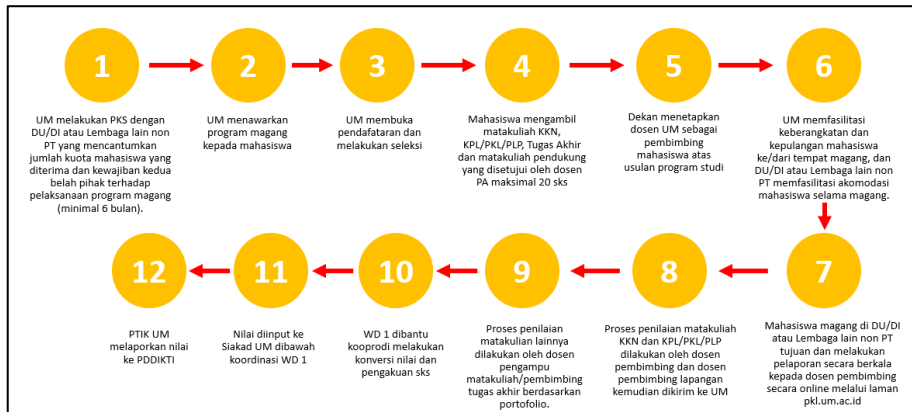 1
UM melakukan PKS dengan
DU/DI atau Lembaga lain non
PT yang mencantumkan
jumlah kuota mahasiswa yang
diterima dan kewajiban kedua
belah pihak terhadap
pelaksanaan program magang
(minimal 6 bulan).
2
UM menawarkan
program magang
kepada mahasiswa
3
UM membuka
pendafataran dan
melakukan seleksi
4
Mahasiswa mengambil
matakuliah KKN,
KPL/PKL/PLP, Tugas Akhir
dan matakuliah pendukung
yang disetujui oleh dosen
PA maksimal 20 sks
5
Dekan menetapkan
dosen UM sebagai
pembimbing
mahasiswa atas
usulan program studi
6
UM memfasilitasi
keberangkatan dan
kepulangan mahasiswa
ke/dari tempat magang, dan
DU/DI atau Lembaga lain non
PT memfasilitasi akomodasi
mahasiswa selama magang.
7
Mahasiswa magang di DU/DI
atau Lembaga lain non PT
tujuan dan melakukan
pelaporan secara berkala
kepada dosen pembimbing
secara online melalui laman
pkl.um.ac.id
8
Proses penilaian matakuliah
KKN dan KPL/PKL/PLP
dilakukan oleh dosen
pembimbing dan dosen
pembimbing lapangan
kemudian dikirim ke UM
9
Proses penilaian
matakulian lainnya
dilakukan oleh dosen
pengampu
matakuliah/pembimbing
tugas akhir berdasarkan
portofolio.
10
WD 1 dibantu
kooprodi melakukan
konversi nilai dan
pengakuan sks
11
Nilai diinput ke
Siakad UM dibawah
koordinasi WD 1
12
PTIK UM
melaporkan nilai
ke PDDIKTI